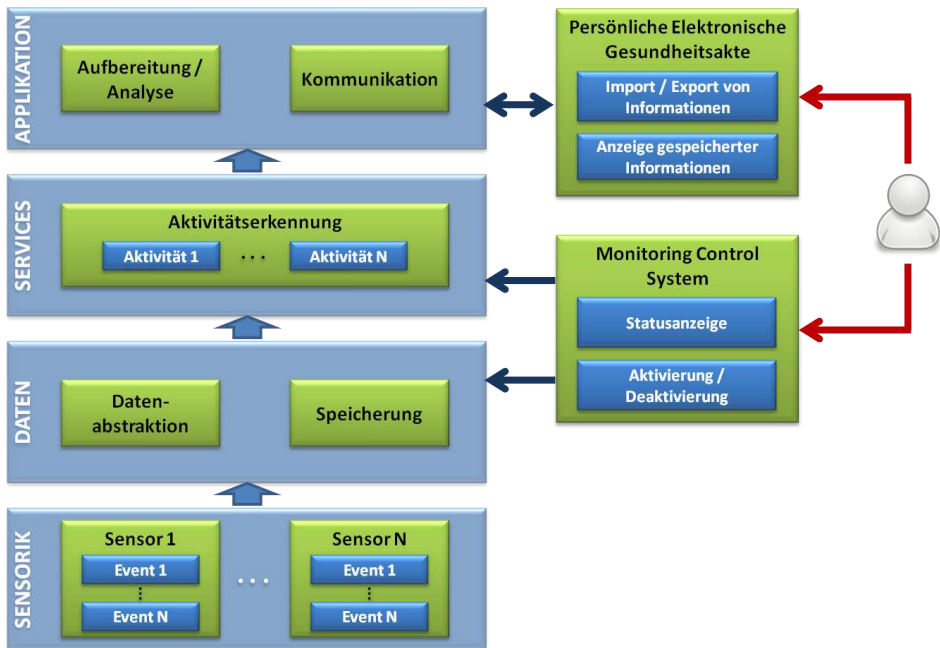 APPLIKATION
Aufbereitung /
Analyse
Kommunikation
Persönliche Elektronische
Gesundheitsakte
Import / Export von
Informationen
Anzeige gespeicherter
Informationen
SERVICES
Aktivitätserkennung
Aktivität 1
...
Aktivität N
Monitoring Control
System
Statusanzeige
Aktivierung /
Deaktivierung
DATEN
Daten-
abstraktion
Speicherung
SENSORIK
Sensor 1
Event 1
Event N
...
Sensor N
Event 1
Event N